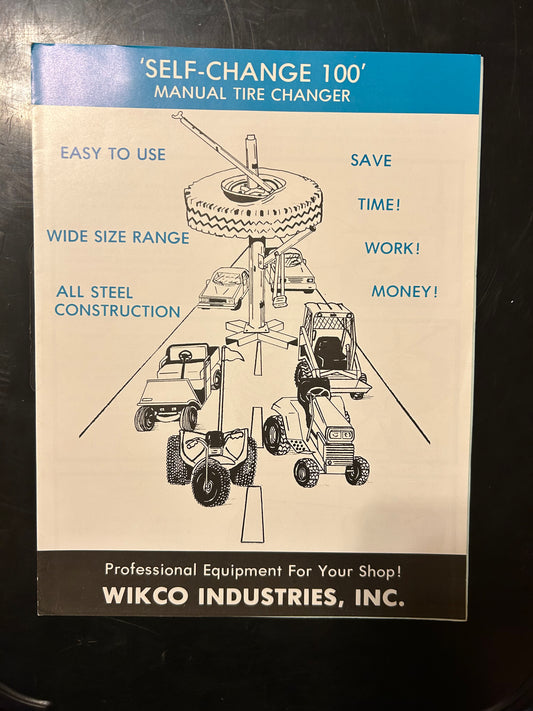 'SELF-CHANGE 100'
MANUAL TIRE CHANGER
EASY TO USE
WIDE SIZE RANGE
ALL STEEL
CONSTRUCTION
SAVE
TIME!
WORK!
MONEY!
Professional Equipment For Your Shop!
WIKCO INDUSTRIES, INC.